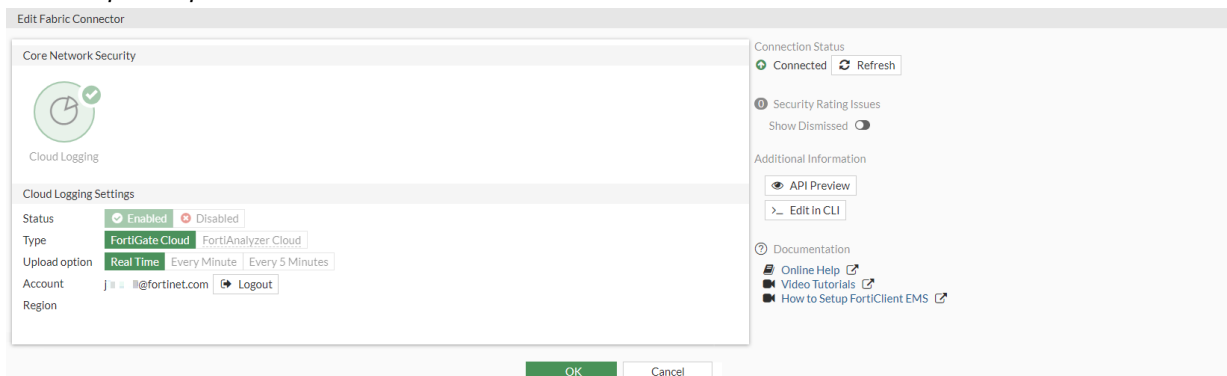 Edit Fabric Connector
Core Network Security
Cloud Logging
Cloud Logging Settings
Status Enabled Disabled
Type FortiGate Cloud FortiAnalyzer Cloud
Upload option Real Time Every Minute Every 5 Minutes
Account @fortinet.com Logout
Region
OK Cancel
Connection Status
Connected Refresh
0 Security Rating Issues
Show Dismissed
Additional Information
API Preview
>_ Edit in CLI
Documentation
Online Help
Video Tutorials
How to Setup FortiClient EMS